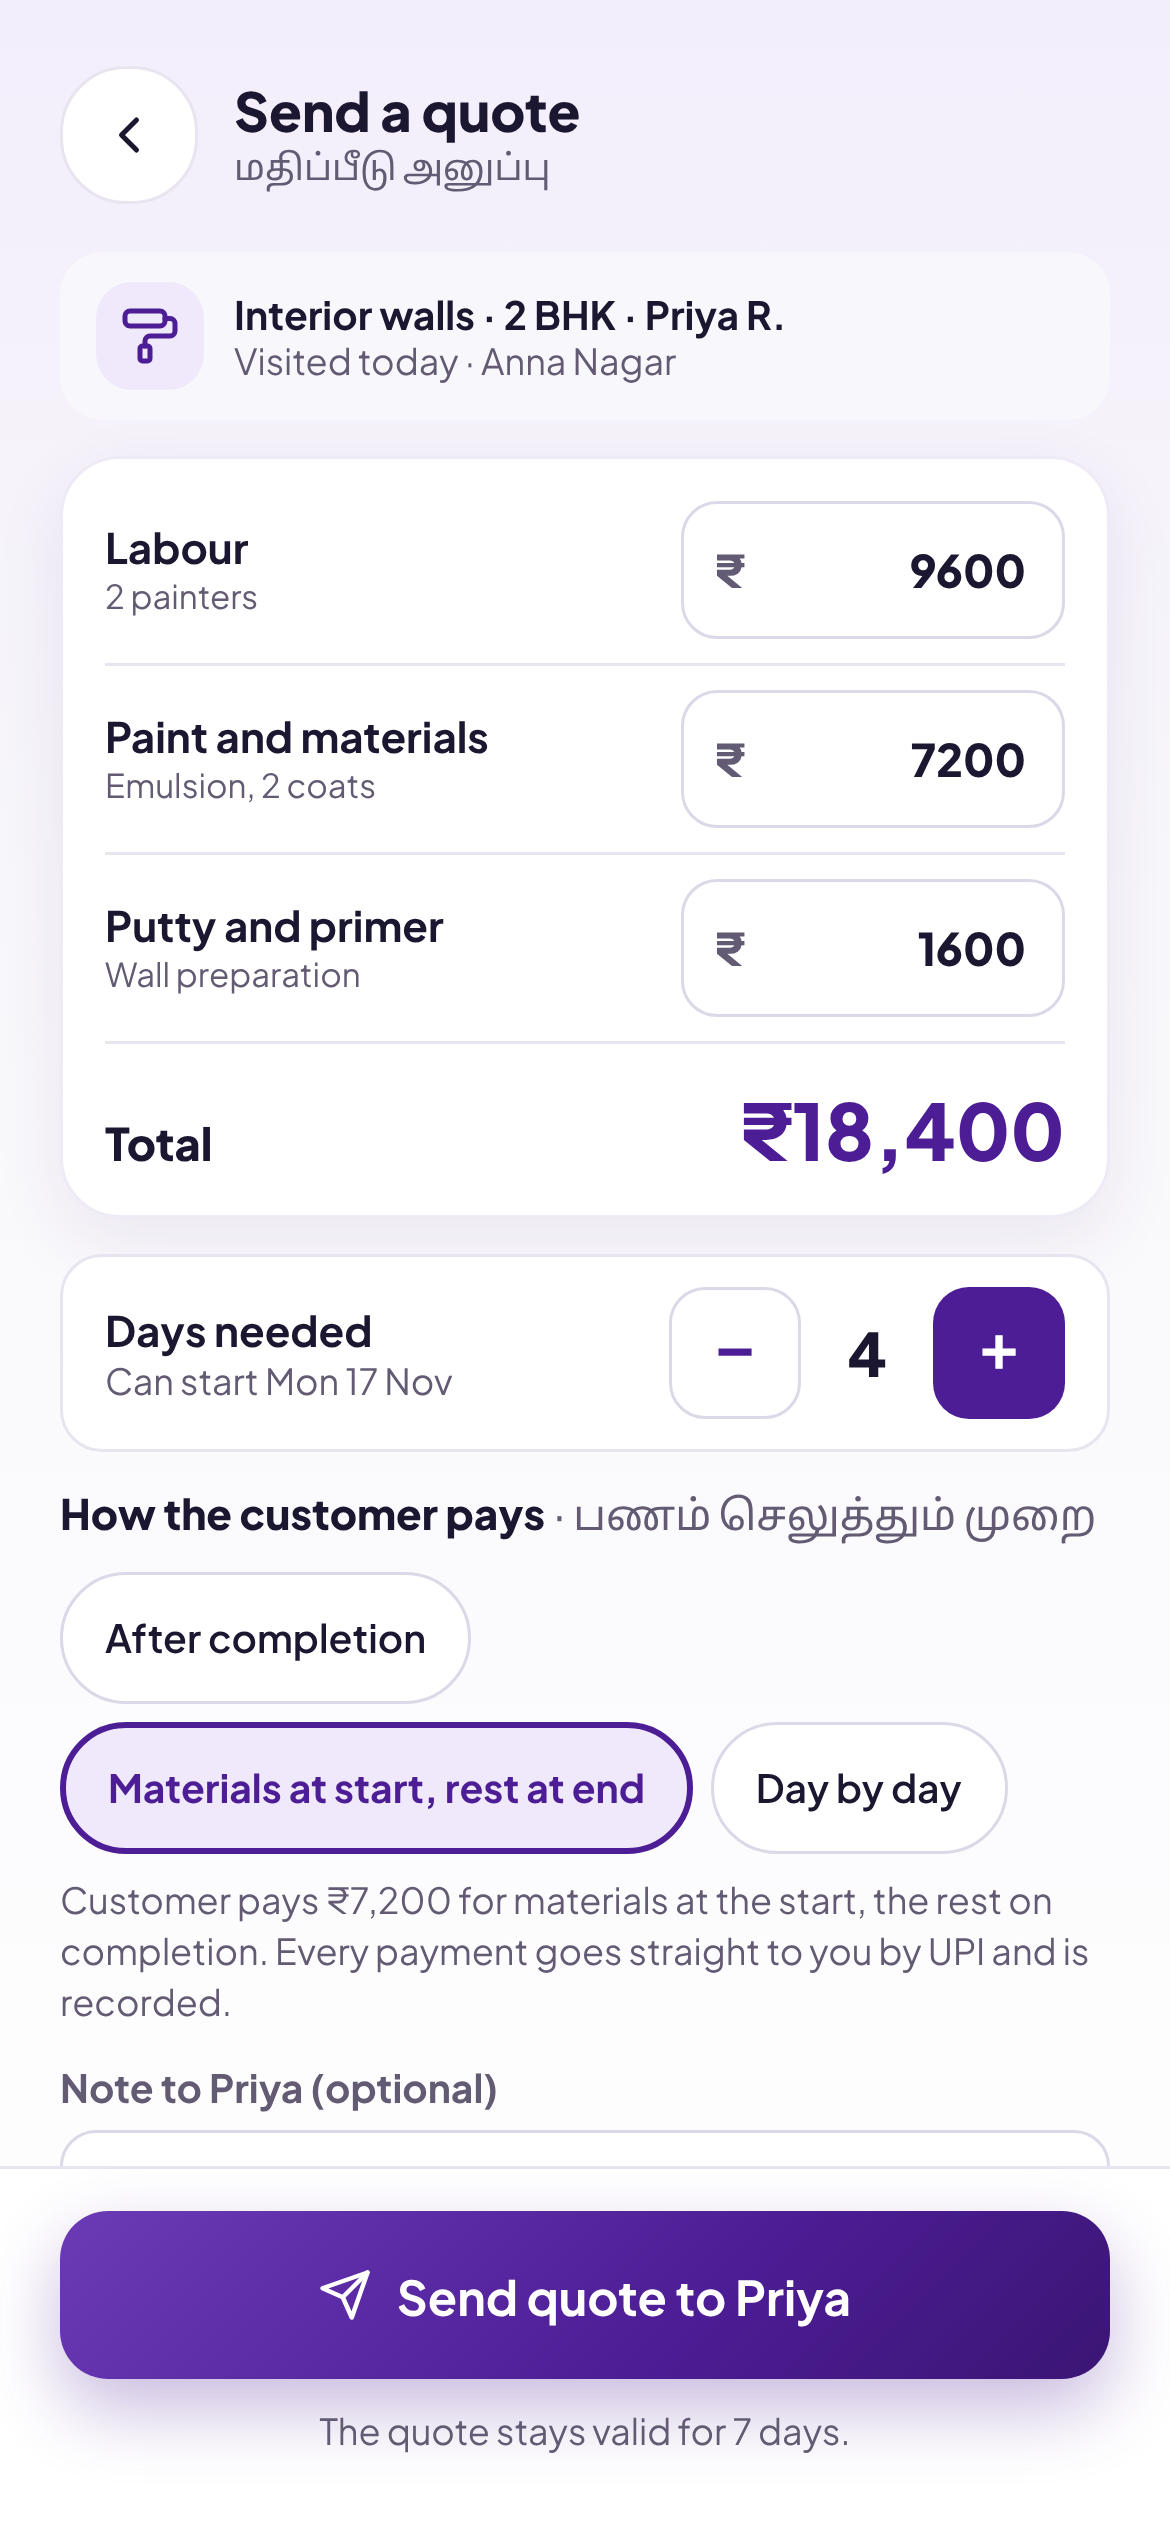 Send a quote
மதிப்பீடு அனுப்பு
Interior walls · 2 BHK · Priya R.
Visited today · Anna Nagar
Labour
2 painters
₹ 9600
Paint and materials
Emulsion, 2 coats
₹ 7200
Putty and primer
Wall preparation
₹ 1600
Total
₹18,400
Days needed
Can start Mon 17 Nov
− 4 +
How the customer pays · பணம் செலுத்தும் முறை
After completion
Materials at start, rest at end
Day by day
Customer pays ₹7,200 for materials at the start, the rest on
completion. Every payment goes straight to you by UPI and is
recorded.
Note to Priya (optional)
Send quote to Priya
The quote stays valid for 7 days.